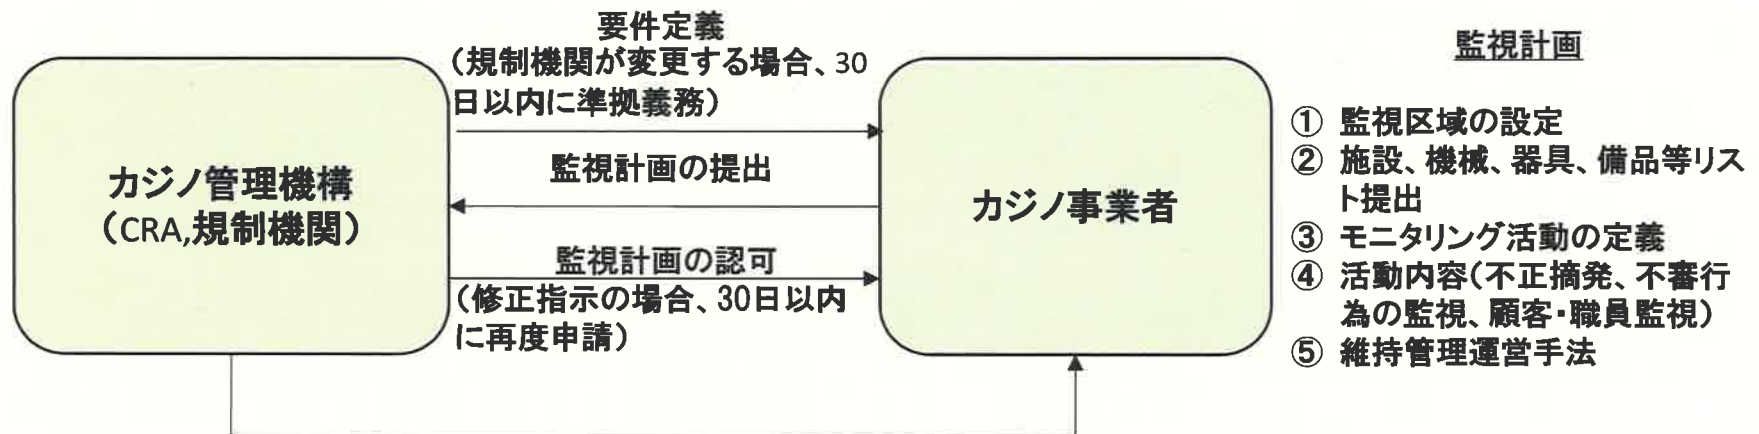 要件定義
(規制機関が変更する場合、30
日以内に準拠義務)
監視計画の提出
監視計画の認可
(修正指示の場合、30日以内
に再度申請)
カジノ管理機構
(CRA,規制機関)
カジノ事業者
監視計画
① 監視区域の設定
② 施設、機械、器具、備品等リス
ト提出
③ モニタリング活動の定義
④ 活動内容(不正摘発、不審行
為の監視、顧客・職員監視)
⑤ 維持管理運営手法